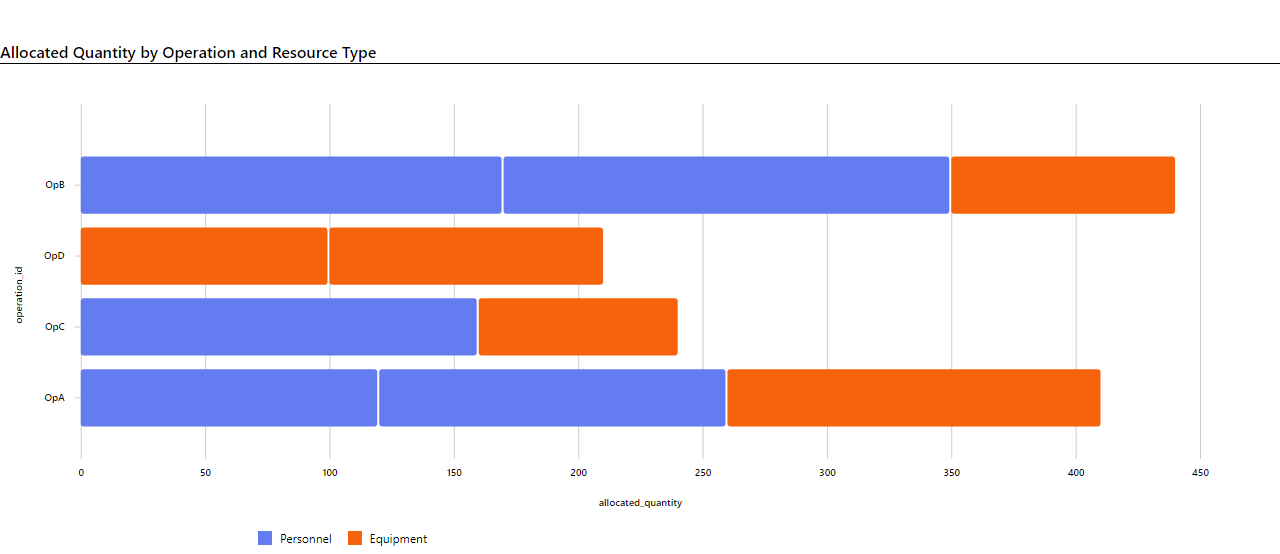 Allocated Quantity by Operation and Resource Type
OpB
OpD
OpC
OpA
operation_id
0 50 100 150 200 250 300 350 400 450
allocated_quantity
Personnel Equipment